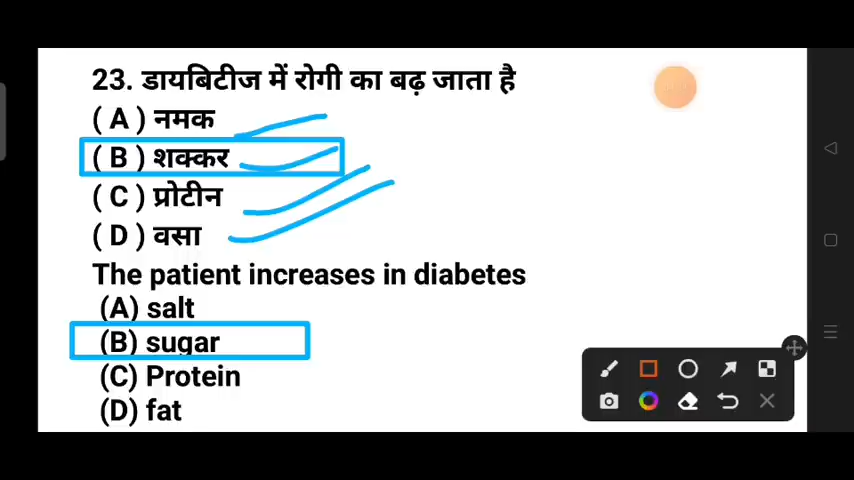 23. डायबिटीज में रोगी का बढ़ जाता है
( A ) नमक
( B ) शक्कर
( C ) प्रोटीन
( D ) वसा
The patient increases in diabetes
(A) salt
(B) sugar
(C) Protein
(D) fat